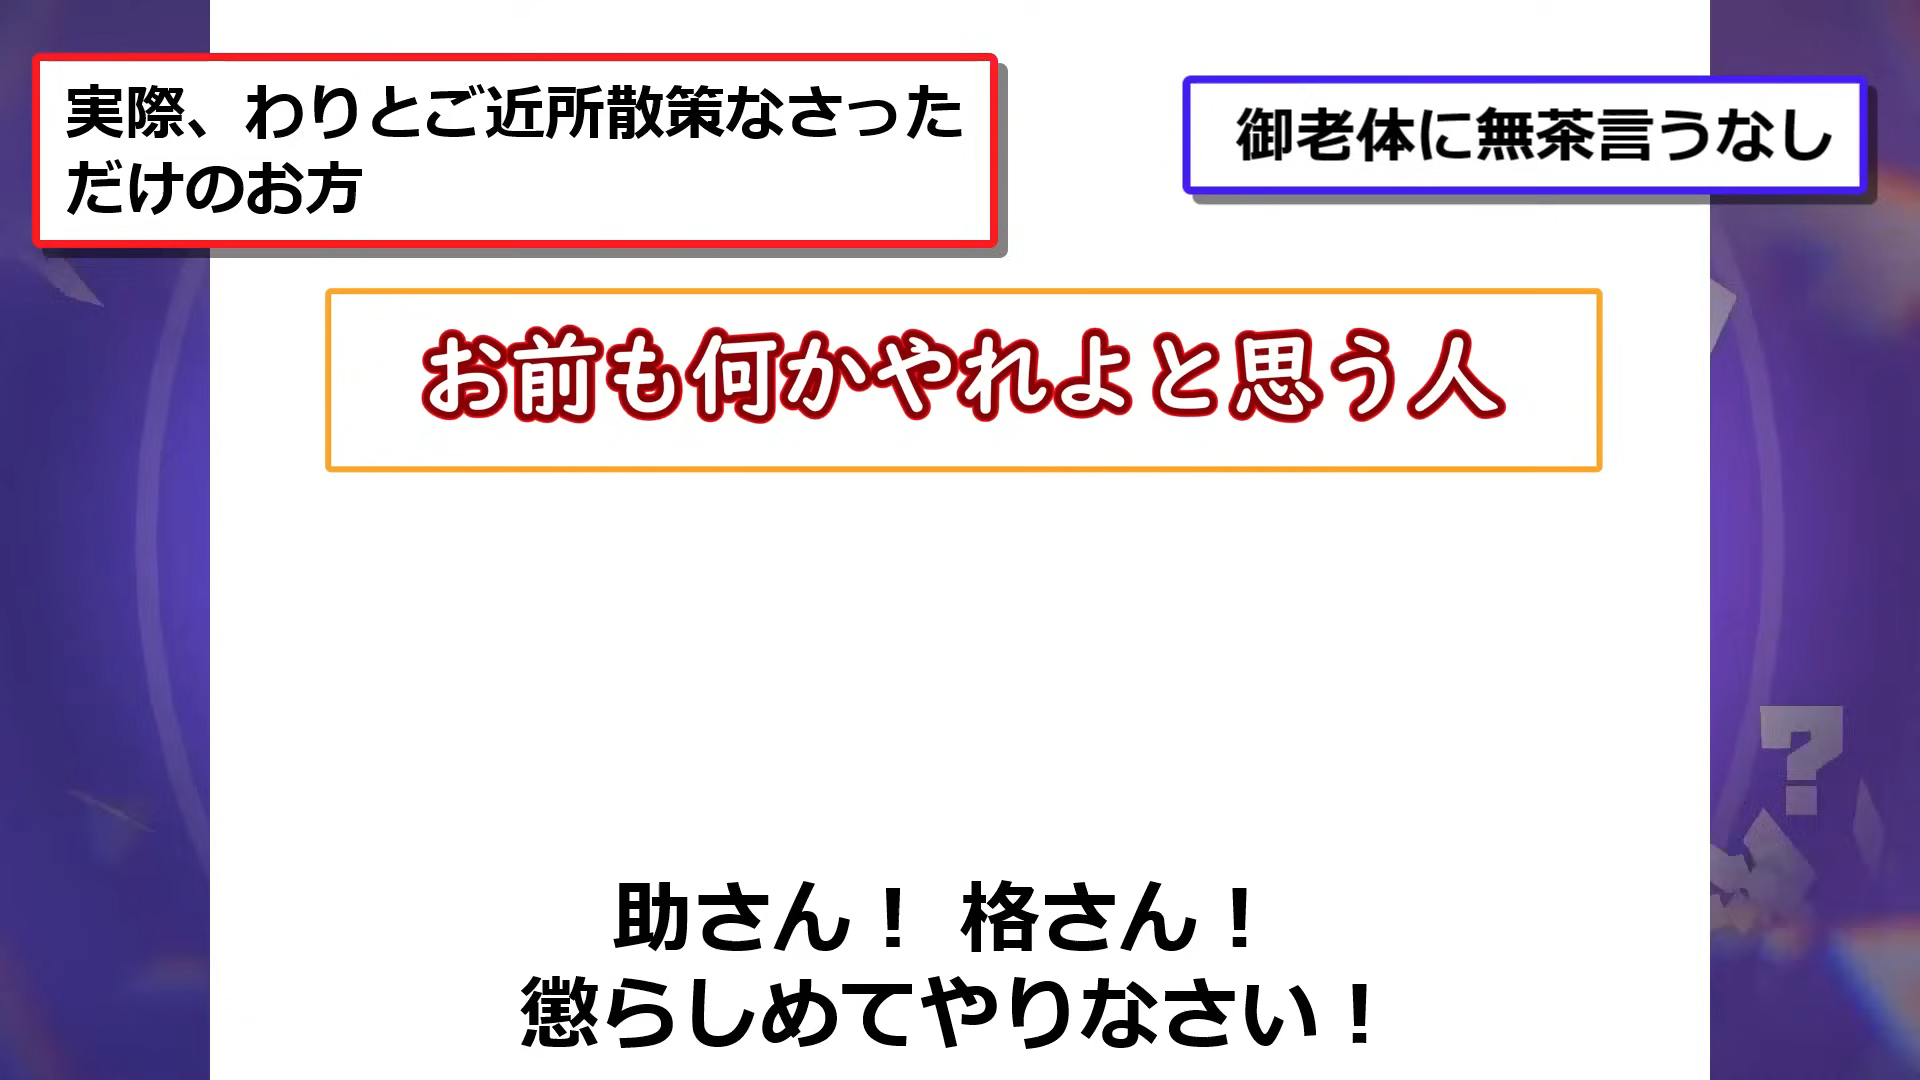 実際、わりとご近所散策なさった
だけのお方
御老体に無茶言うなし
お前も何かやれよと思う人
?
助さん！ 格さん！
懲らしめてやりなさい！